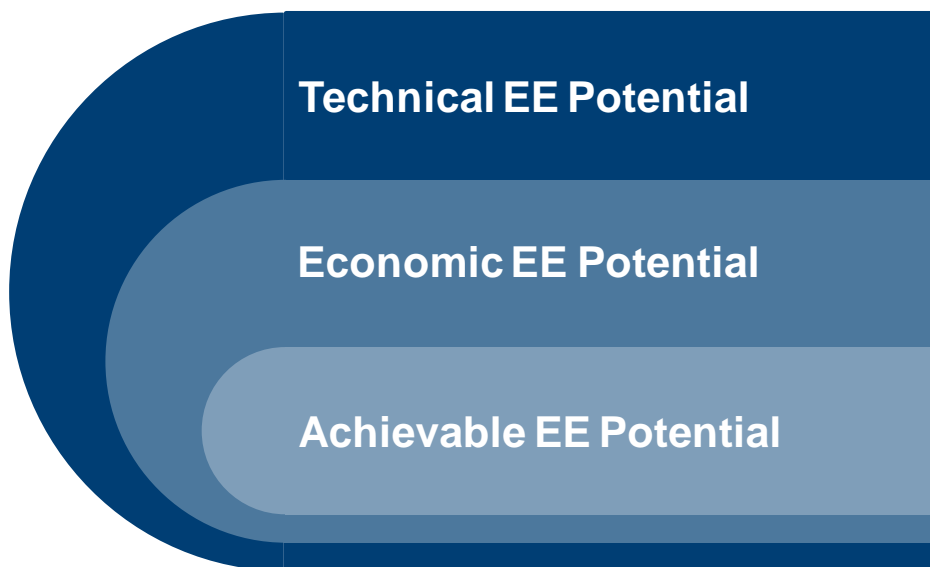 Technical EE Potential
Economic EE Potential
Achievable EE Potential